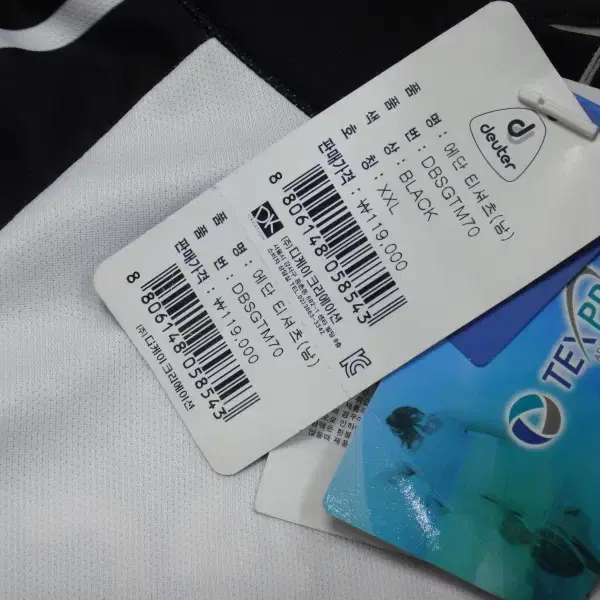 deuter
품 명 : 에단 티셔츠(남)
품 번 : DBSGTM70
색 상 : BLACK
호 칭 : XXL
판매가격 : ₩119,000
8 806148 058543
(주)디케이크리에이션
품 명 : 에단 티셔츠(남)
품 번 : DBSGTM70
판매가격 : ₩119,000
8 806148 058543
(주)디케이크리에이션
TEX PR